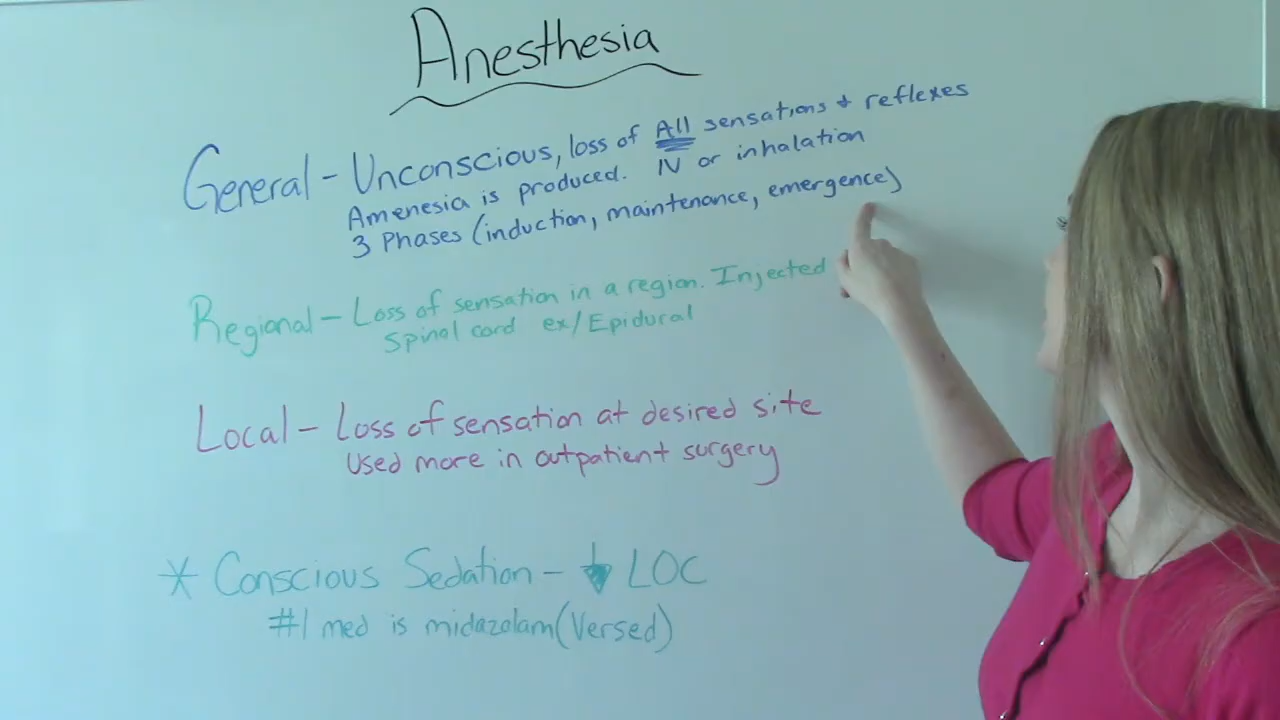 Anesthesia
General - Unconscious, loss of All sensations + reflexes
Amenesia is produced. IV or inhalation
3 Phases (induction, maintenance, emergence)
Regional - Loss of sensation in a region. Injected
Spinal cord ex/Epidural
Local - Loss of sensation at desired site
Used more in outpatient surgery
* Conscious Sedation - ↓ LOC
#1 med is midazolam (Versed)